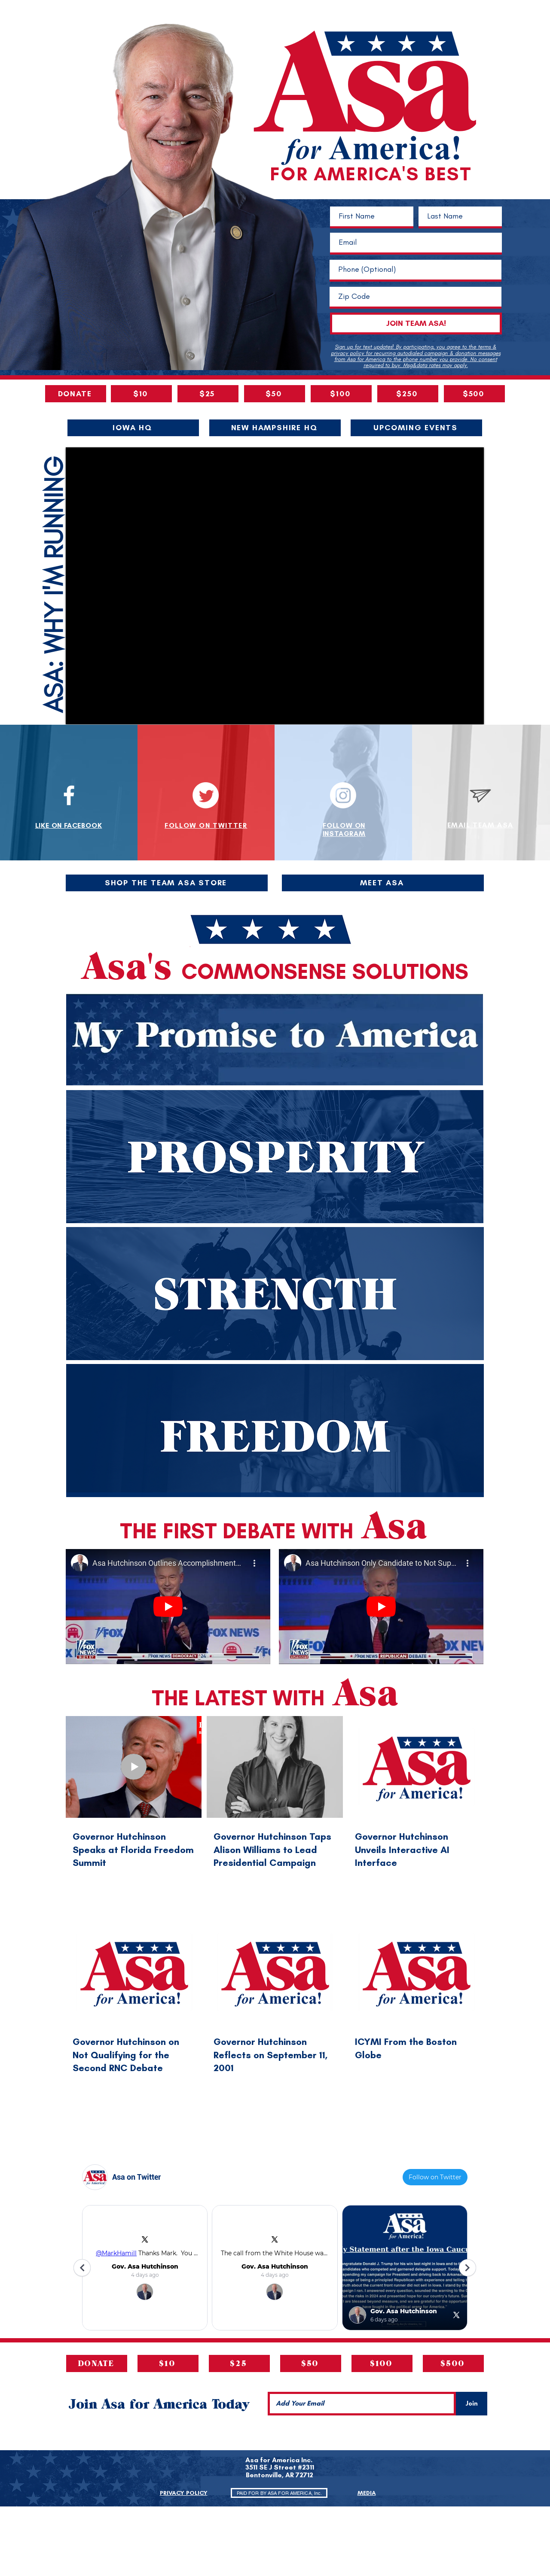 Asa
for America!
FOR AMERICA'S BEST
First Name
Last Name
Email
Phone (Optional)
Zip Code
JOIN TEAM ASA!
Sign up for text updates! By participating, you agree to the terms &
privacy policy for recurring autodialed campaign & donation messages
from Asa for America to the phone number you provide. No consent
required to buy. Msg&data rates may apply.
DONATE
$10
$25
$50
$100
$250
$500
IOWA HQ
NEW HAMPSHIRE HQ
UPCOMING EVENTS
ASA: WHY I'M RUNNING
LIKE ON FACEBOOK
FOLLOW ON TWITTER
FOLLOW ON
INSTAGRAM
EMAIL TEAM ASA
SHOP THE TEAM ASA STORE
MEET ASA
Asa's COMMONSENSE SOLUTIONS
My Promise to America
PROSPERITY
STRENGTH
FREEDOM
THE FIRST DEBATE WITH Asa
Asa Hutchinson Outlines Accomplishment...
FOX NEWS
Asa Hutchinson Only Candidate to Not Sup...
FOX NEWS
THE LATEST WITH Asa
Governor Hutchinson
Speaks at Florida Freedom
Summit
Governor Hutchinson Taps
Alison Williams to Lead
Presidential Campaign
Asa
for America!
Governor Hutchinson
Unveils Interactive AI
Interface
Asa
for America!
Governor Hutchinson on
Not Qualifying for the
Second RNC Debate
Asa
for America!
Governor Hutchinson
Reflects on September 11,
2001
Asa
for America!
ICYMI From the Boston
Globe
Asa on Twitter
Follow on Twitter
@MarkHamill Thanks Mark. You ...
Gov. Asa Hutchinson
4 days ago
The call from the White House wa...
Gov. Asa Hutchinson
4 days ago
Asa
for America!
y Statement after the Iowa Cauc
Gov. Asa Hutchinson
6 days ago
DONATE
$10
$25
$50
$100
$500
Join Asa for America Today
Add Your Email
Join
Asa for America Inc.
3511 SE J Street #2311
Bentonville, AR 72712
PRIVACY POLICY
PAID FOR BY ASA FOR AMERICA, Inc.
MEDIA